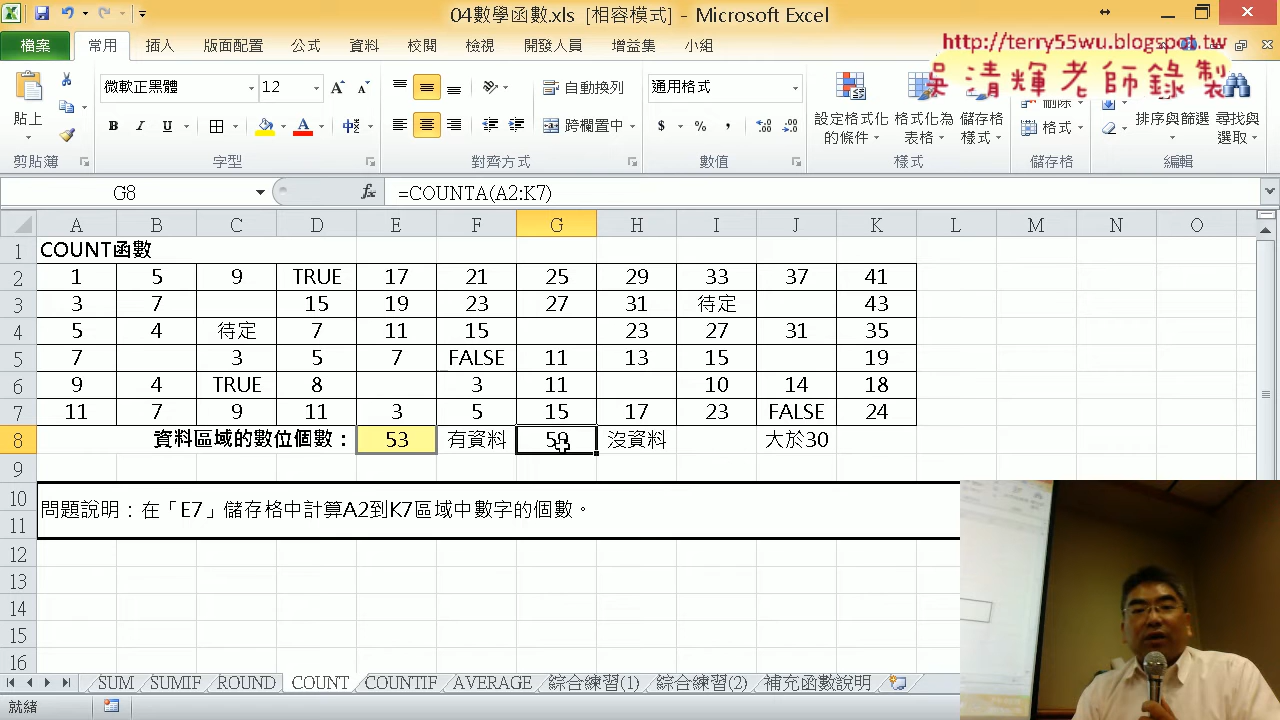 04數學函數.xls [相容模式] - Microsoft Excel
檔案 常用 插入 版面配置 公式 資料 校閱 檢視 開發人員 增益集 小組
http://terry55wu.blogspot.tw
吳清輝老師錄製
貼上
微軟正黑體 12
B I U A
自動換列
跨欄置中
通用格式
$ % ,
設定格式化的條件
格式化為表格
儲存格樣式
刪除
格式
排序與篩選
尋找與選取
剪貼簿 字型 對齊方式 數值 樣式 儲存格 編輯
G8 fx =COUNTA(A2:K7)
A B C D E F G H I J K L M N O
1 COUNT函數
2 1 5 9 TRUE 17 21 25 29 33 37 41
3 3 7 15 19 23 27 31 待定 43
4 5 4 待定 7 11 15 23 27 31 35
5 7 3 5 7 FALSE 11 13 15 19
6 9 4 TRUE 8 3 11 10 14 18
7 11 7 9 11 3 5 15 17 23 FALSE 24
8 資料區域的數位個數： 53 有資料 沒資料 大於30
9
10
問題說明：在「E7」儲存格中計算A2到K7區域中數字的個數。
11
12
13
14
15
16
SUM SUMIF ROUND COUNT COUNTIF AVERAGE 綜合練習(1) 綜合練習(2) 補充函數說明
就緒